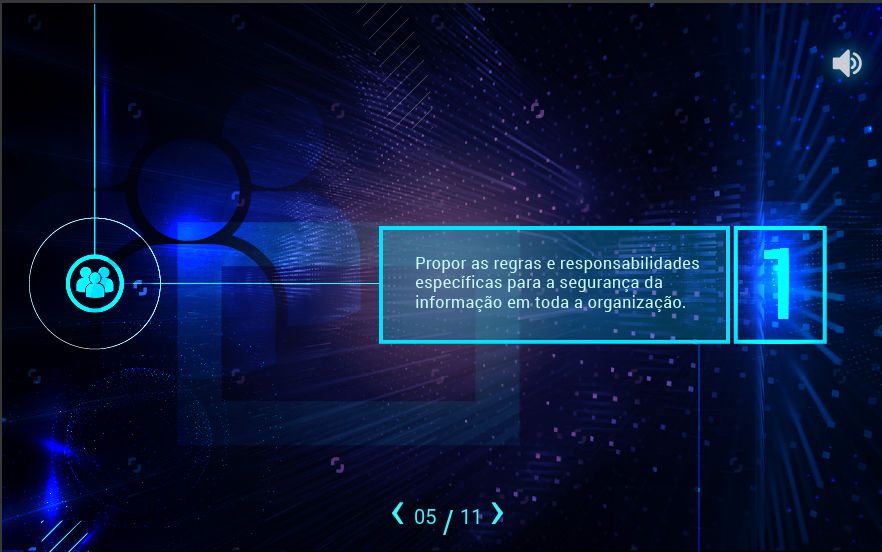 Propor as regras e responsabilidades
específicas para a segurança da
informação em toda a organização.
1
05 / 11